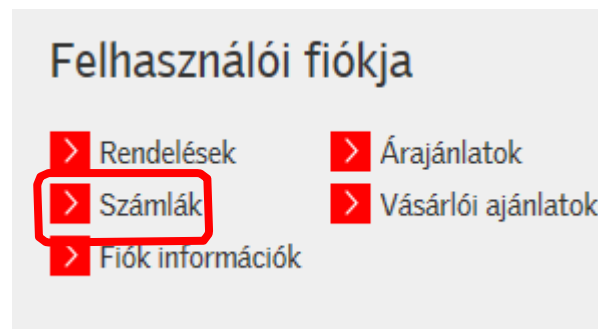 Felhasználói fiókja
Rendelések
Árajánlatok
Számlák
Vásárlói ajánlatok
Fiók információk